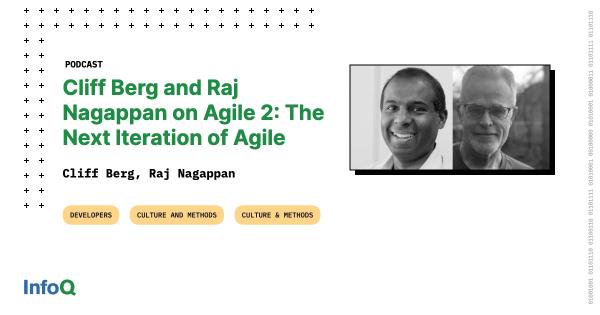 PODCAST
Cliff Berg and Raj
Nagappan on Agile 2: The
Next Iteration of Agile
Cliff Berg, Raj Nagappan
DEVELOPERS
CULTURE AND METHODS
CULTURE & METHODS
InfoQ